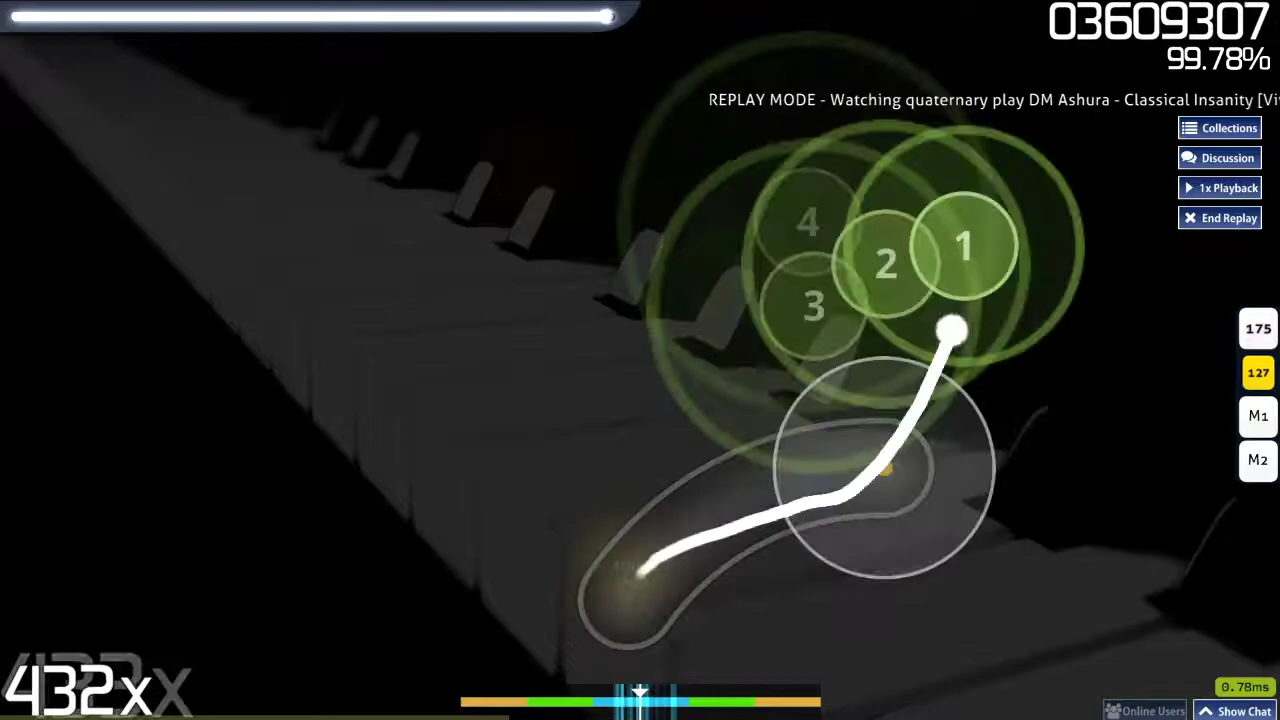 03609307
99.78%
REPLAY MODE - Watching quaternary play DM Ashura - Classical Insanity [Vi
Collections
Discussion
1x Playback
End Replay
4
1
2
3
175
127
M1
M2
432x
0.78ms
Online Users
Show Chat